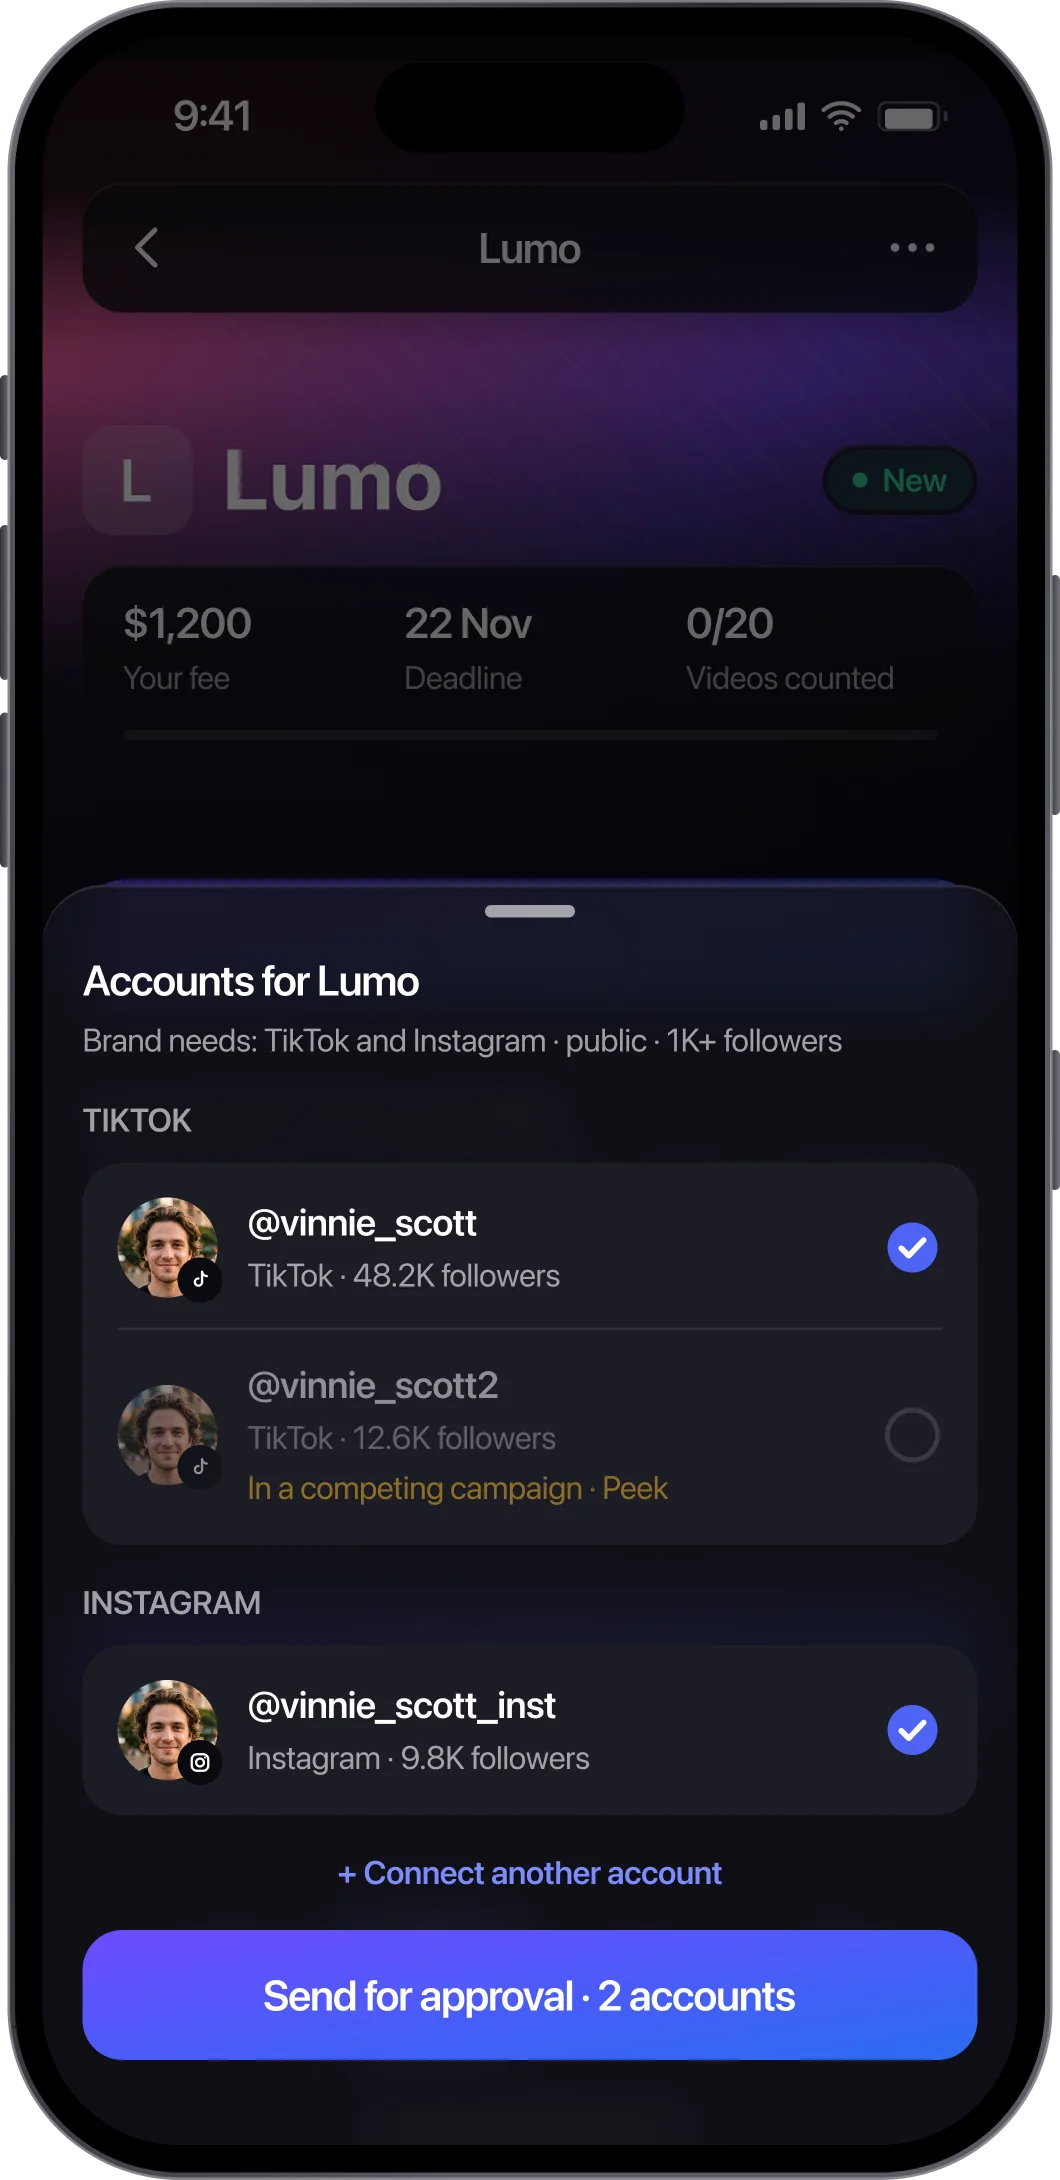 9:41
Lumo
L
Lumo
New
$1,200
22 Nov
0/20
Your fee
Deadline
Videos counted
Accounts for Lumo
Brand needs: TikTok and Instagram · public · 1K+ followers
TIKTOK
@vinnie_scott
TikTok · 48.2K followers
@vinnie_scott2
TikTok · 12.6K followers
In a competing campaign · Peek
INSTAGRAM
@vinnie_scott_inst
Instagram · 9.8K followers
+ Connect another account
Send for approval · 2 accounts